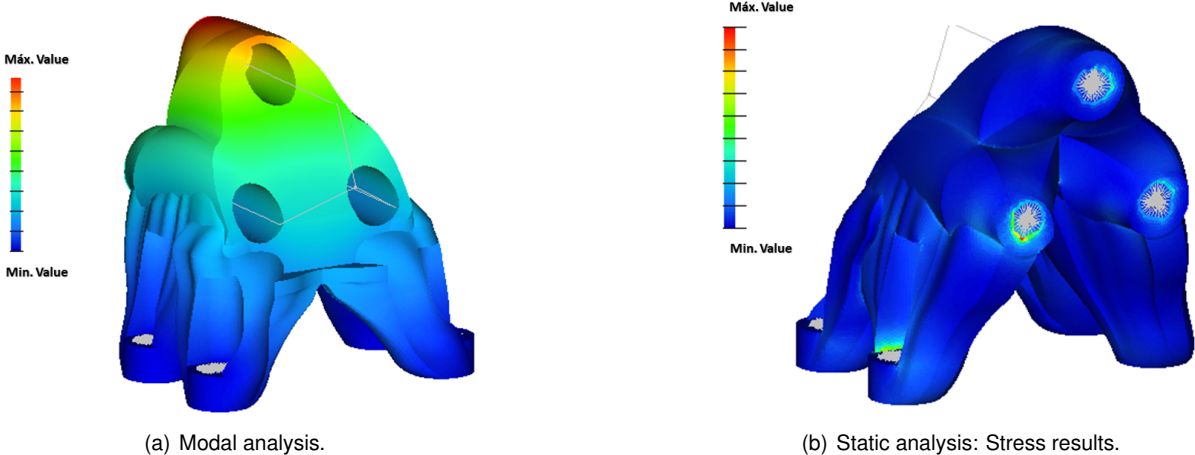 Máx. Value
Min. Value
Máx. Value
Min. Value
(a) Modal analysis.
(b) Static analysis: Stress results.